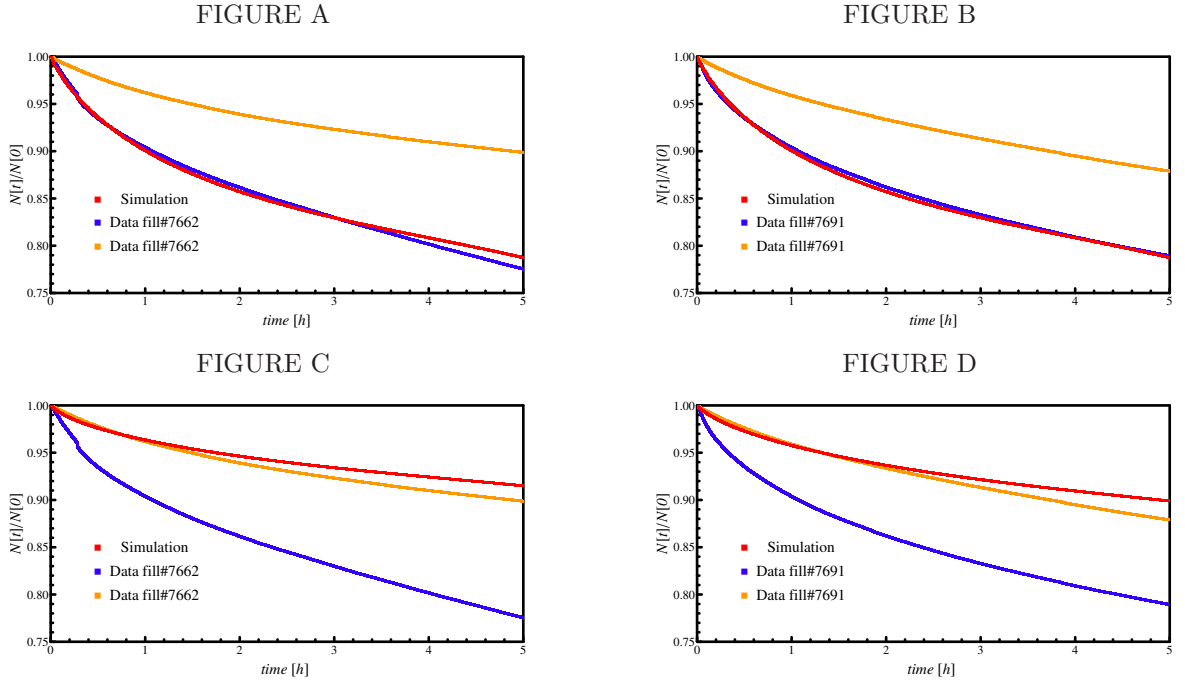 FIGURE A
1.00
0.95
0.90
0.85
0.80
0.75
N[t]/N[0]
Simulation
Data fill#7662
Data fill#7662
0 1 2 3 4 5
time [h]
FIGURE B
1.00
0.95
0.90
0.85
0.80
0.75
N[t]/N[0]
Simulation
Data fill#7691
Data fill#7691
0 1 2 3 4 5
time [h]
FIGURE C
1.00
0.95
0.90
0.85
0.80
0.75
N[t]/N[0]
Simulation
Data fill#7662
Data fill#7662
0 1 2 3 4 5
time [h]
FIGURE D
1.00
0.95
0.90
0.85
0.80
0.75
N[t]/N[0]
Simulation
Data fill#7691
Data fill#7691
0 1 2 3 4 5
time [h]